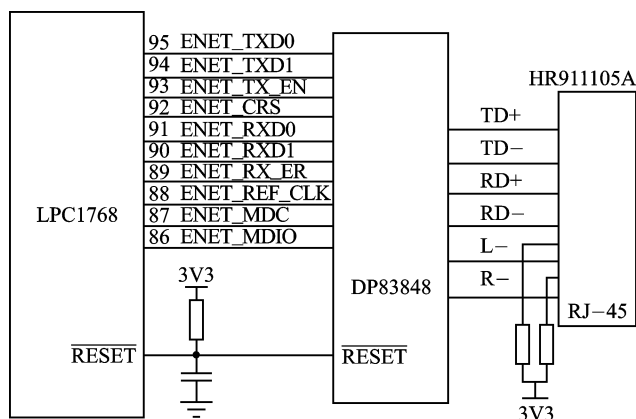 95 ENET_TXD0
94 ENET_TXD1
93 ENET_TX_EN
92 ENET_CRS
91 ENET_RXD0
90 ENET_RXD1
89 ENET_RX_ER
88 ENET_REF_CLK
87 ENET_MDC
86 ENET_MDIO
LPC1768
RESET
3V3
DP83848
RESET
HR911105A
TD+
TD−
RD+
RD−
L−
R−
RJ−45
3V3